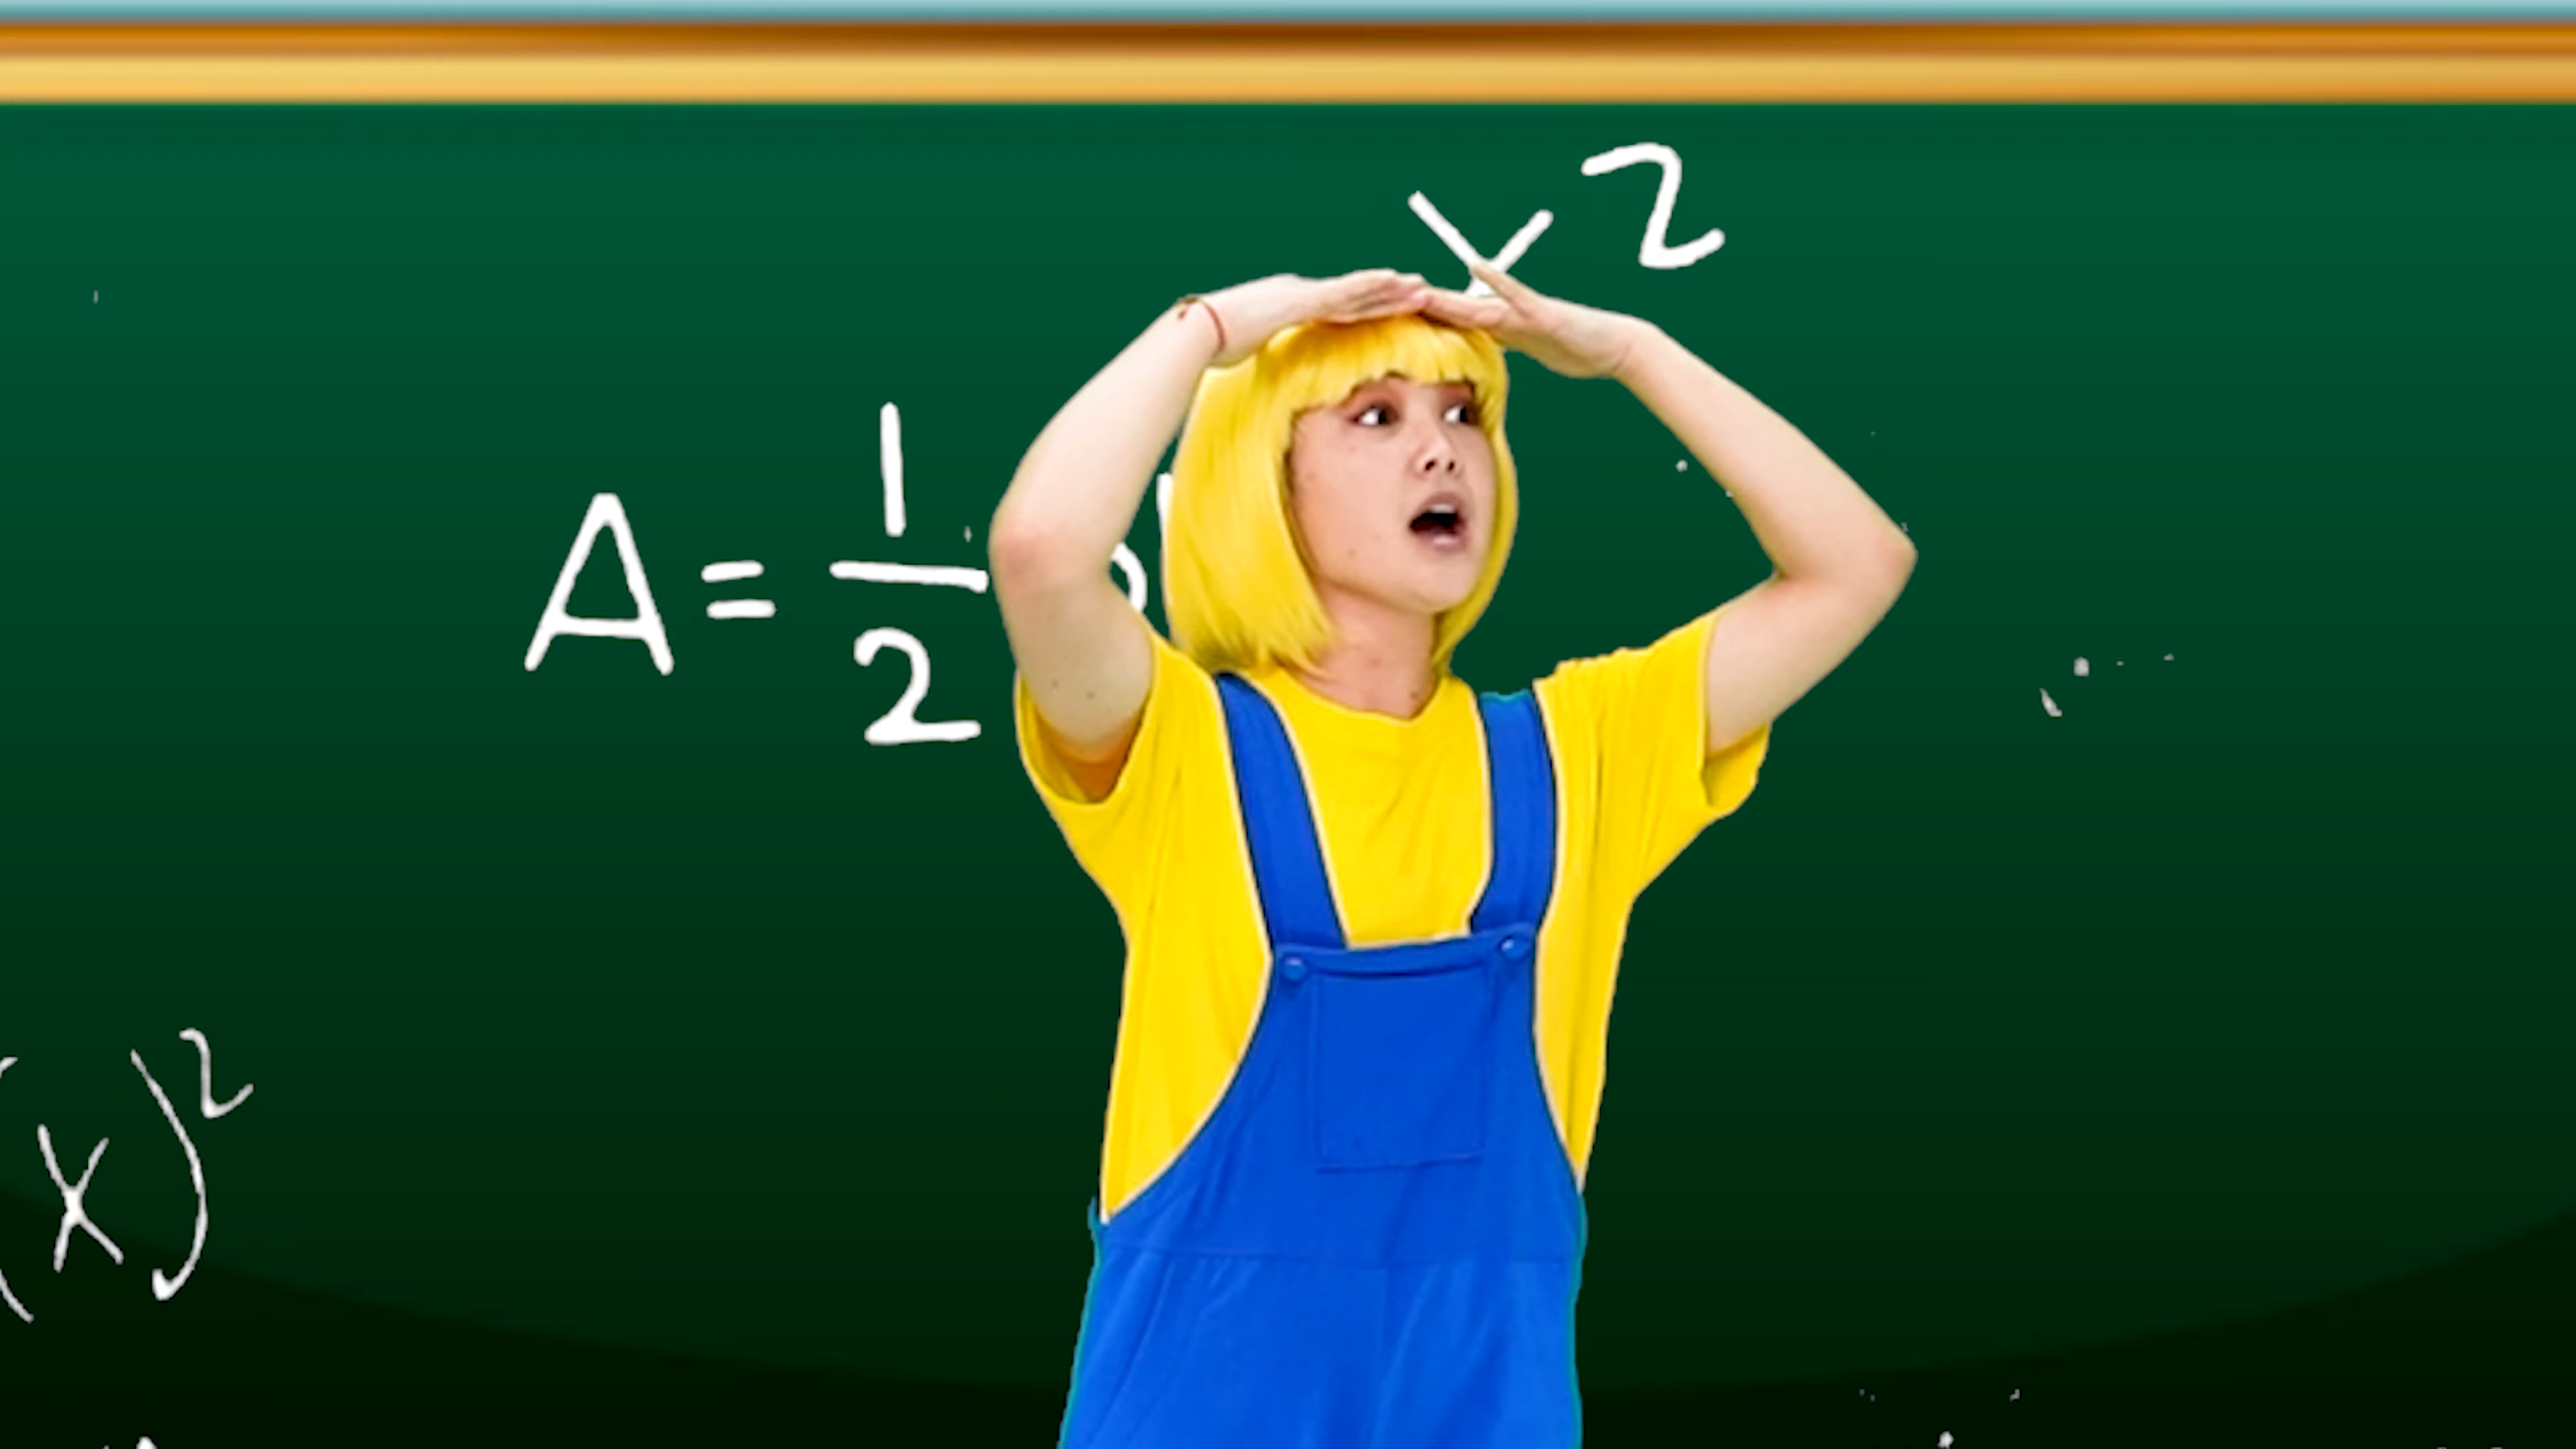 x2
A = 1/2
x)²